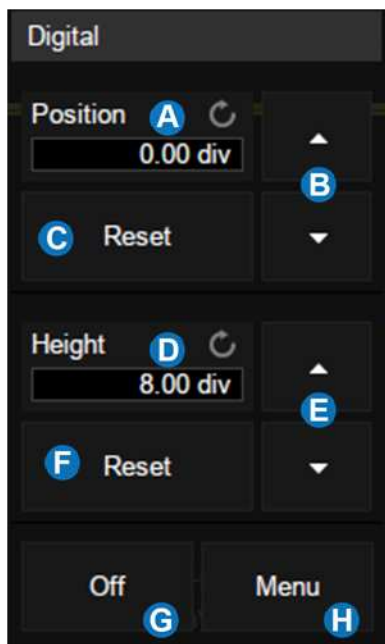 Digital
Position A
0.00 div
B
C Reset
Height D
8.00 div
E
F Reset
Off Menu
G H